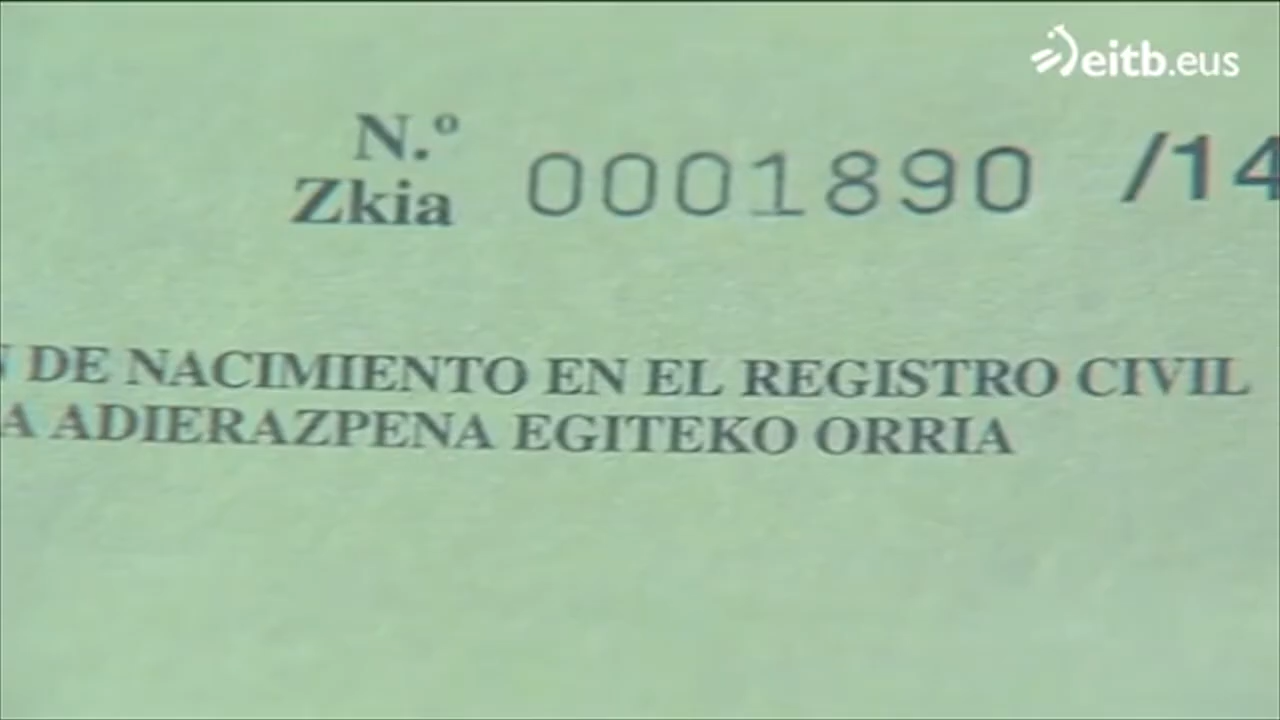 eitb.eus
N.º
Zkia 0001890 /14
DE NACIMIENTO EN EL REGISTRO CIVIL
A ADIERAZPENA EGITEKO ORRIA